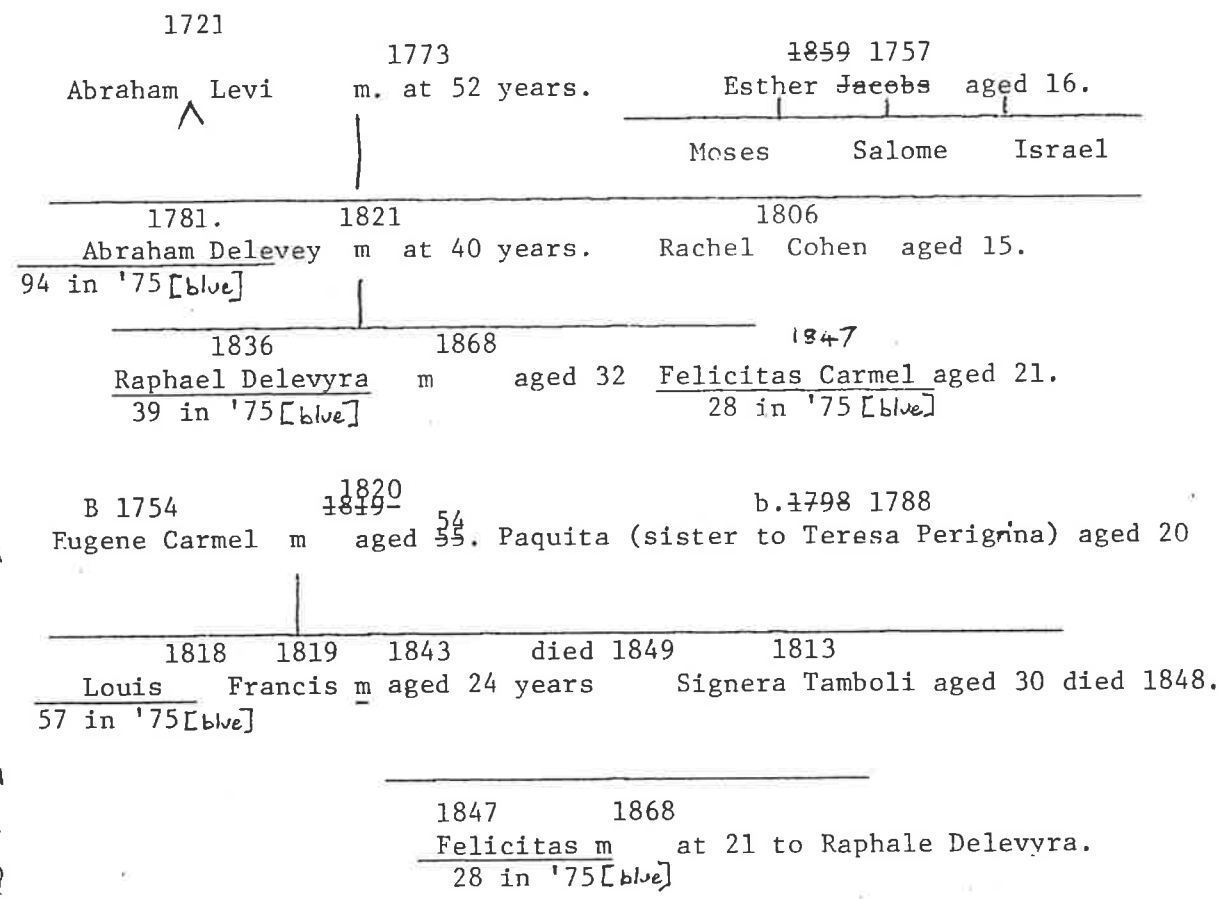 1721
1773 1859 1757
Abraham Levi m. at 52 years. Esther Jacobs aged 16.
Moses Salome Israel
1781. 1821 1806
Abraham Delevey m at 40 years. Rachel Cohen aged 15.
94 in '75 [blue]
1836 1868 1847
Raphael Delevyra m aged 32 Felicitas Carmel aged 21.
39 in '75 [blue] 28 in '75 [blue]
1820
B 1754 1819 b. 1798 1788
54
Eugene Carmel m aged 55. Paquita (sister to Teresa Perigrina) aged 20
1818 1819 1843 died 1849 1813
Louis Francis m aged 24 years Signera Tamboli aged 30 died 1848.
57 in '75 [blue]
1847 1868
Felicitas m at 21 to Raphale Delevyra.
28 in '75 [blue]